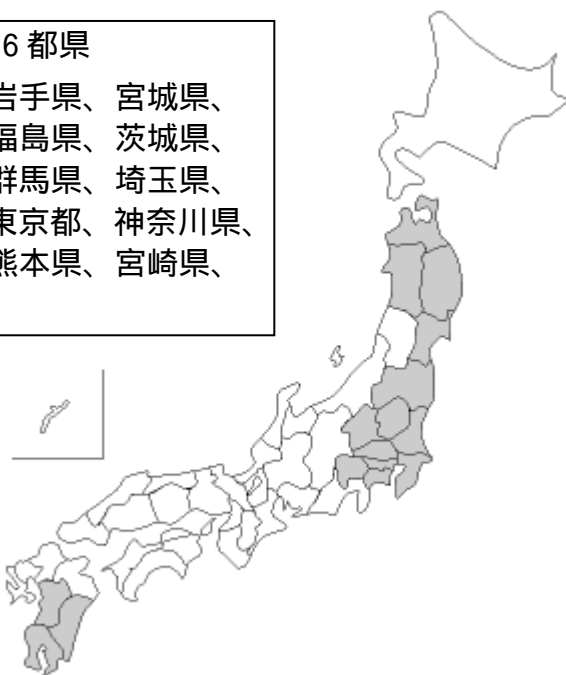 6都県
岩手県、宮城県、
福島県、茨城県、
群馬県、埼玉県、
東京都、神奈川県、
熊本県、宮崎県、